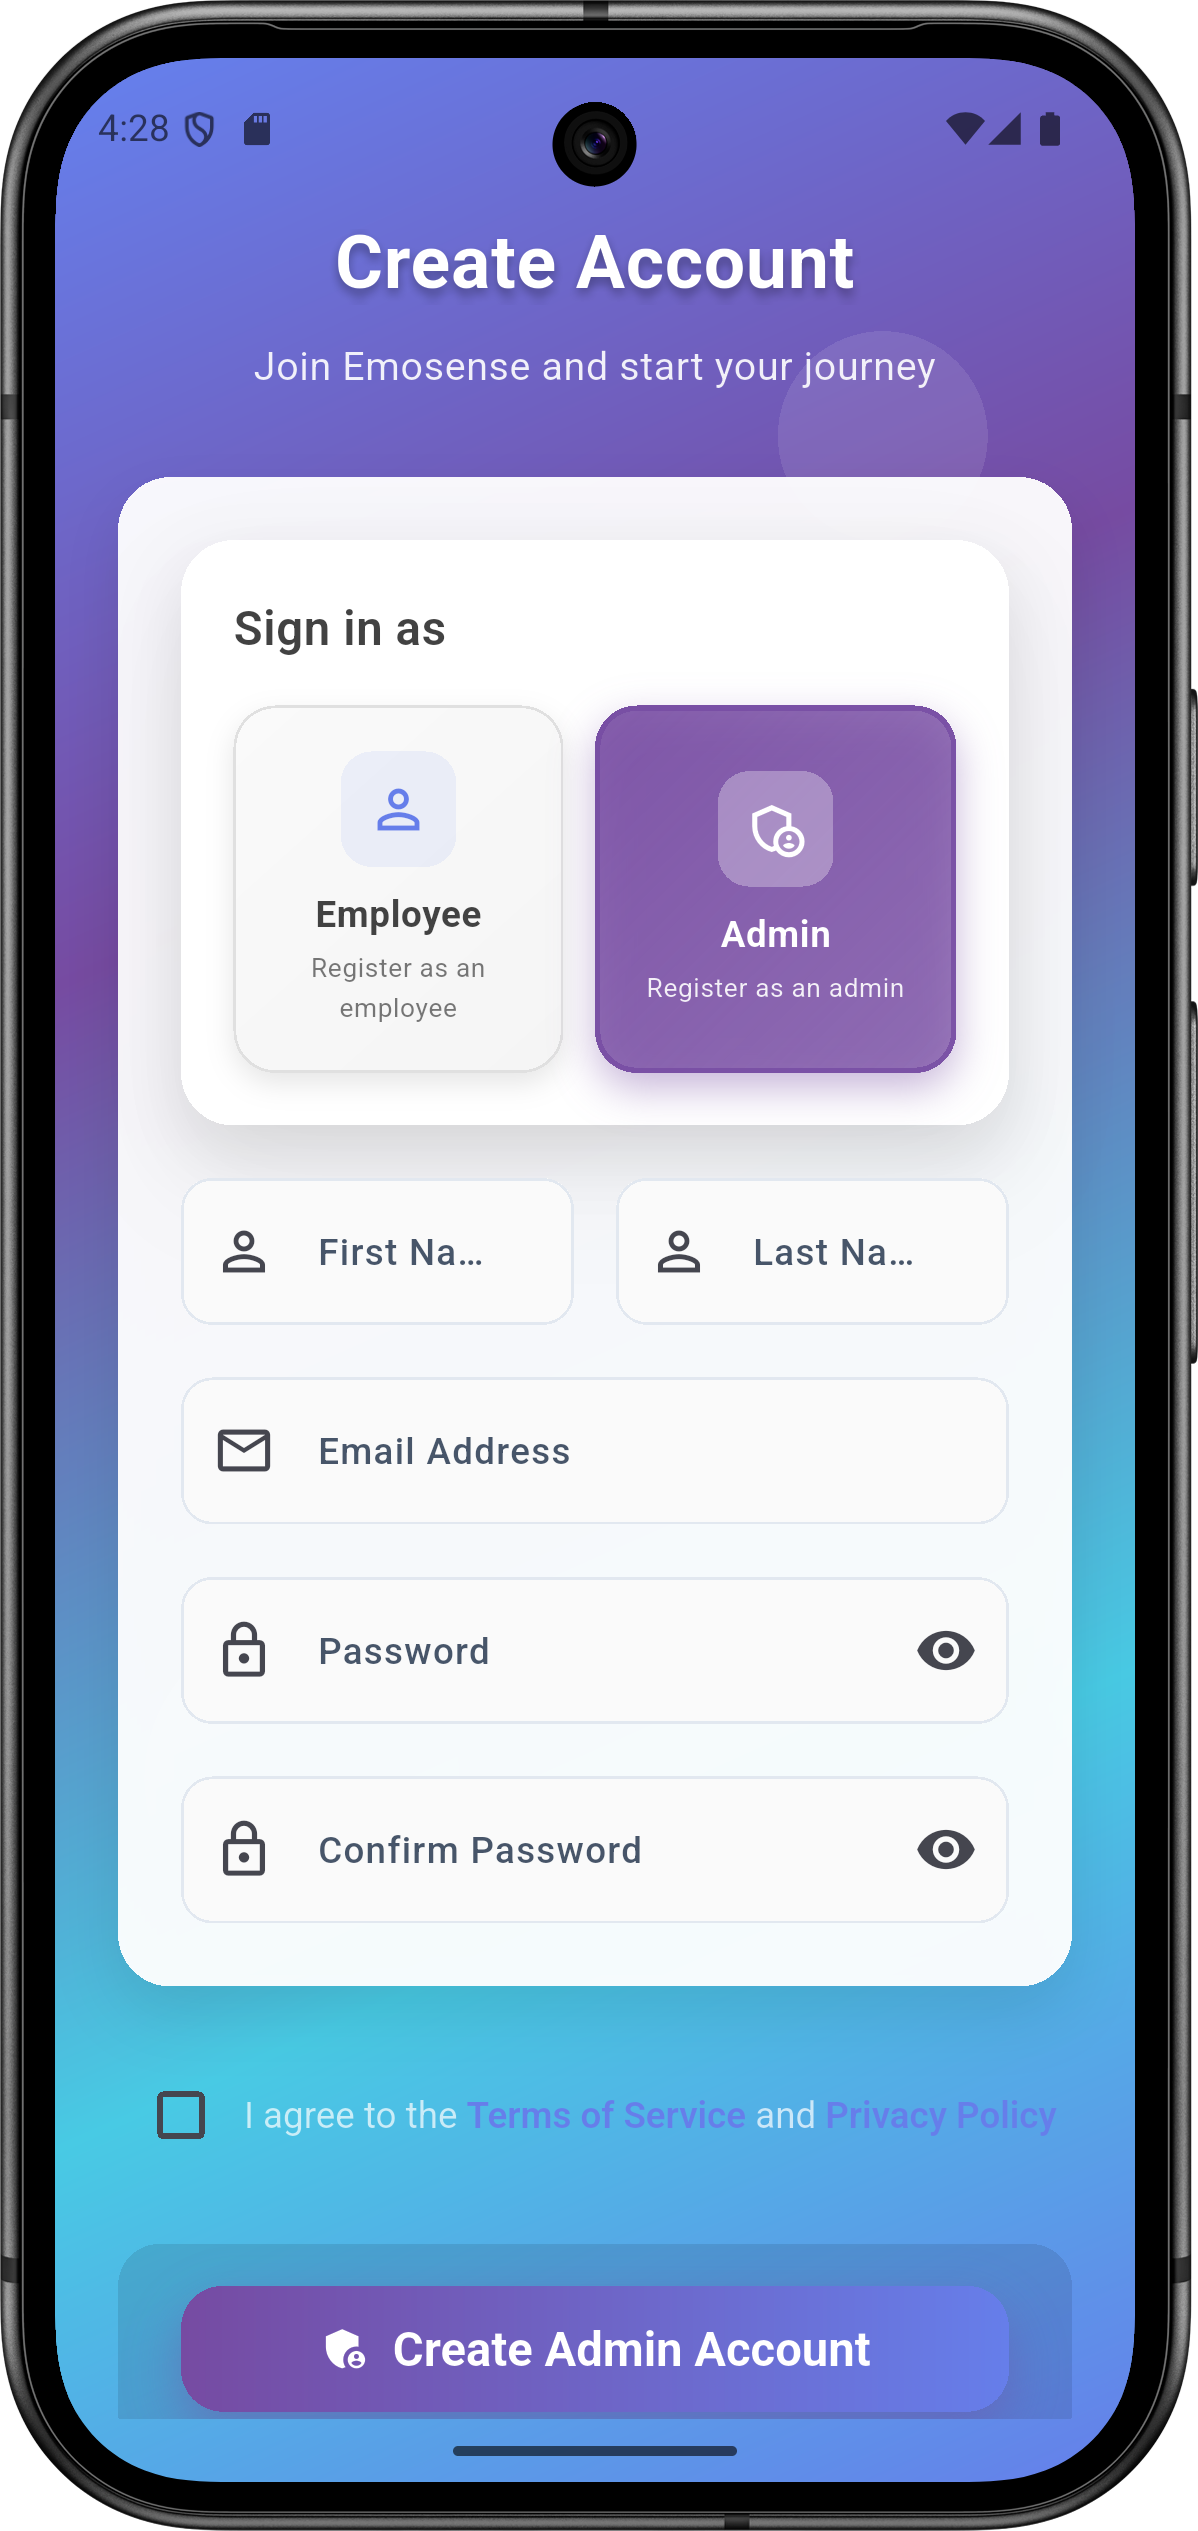 4:28
Create Account
Join Emosense and start your journey
Sign in as
Employee
Register as an
employee
Admin
Register as an admin
First Na...
Last Na...
Email Address
Password
Confirm Password
I agree to the Terms of Service and Privacy Policy
Create Admin Account